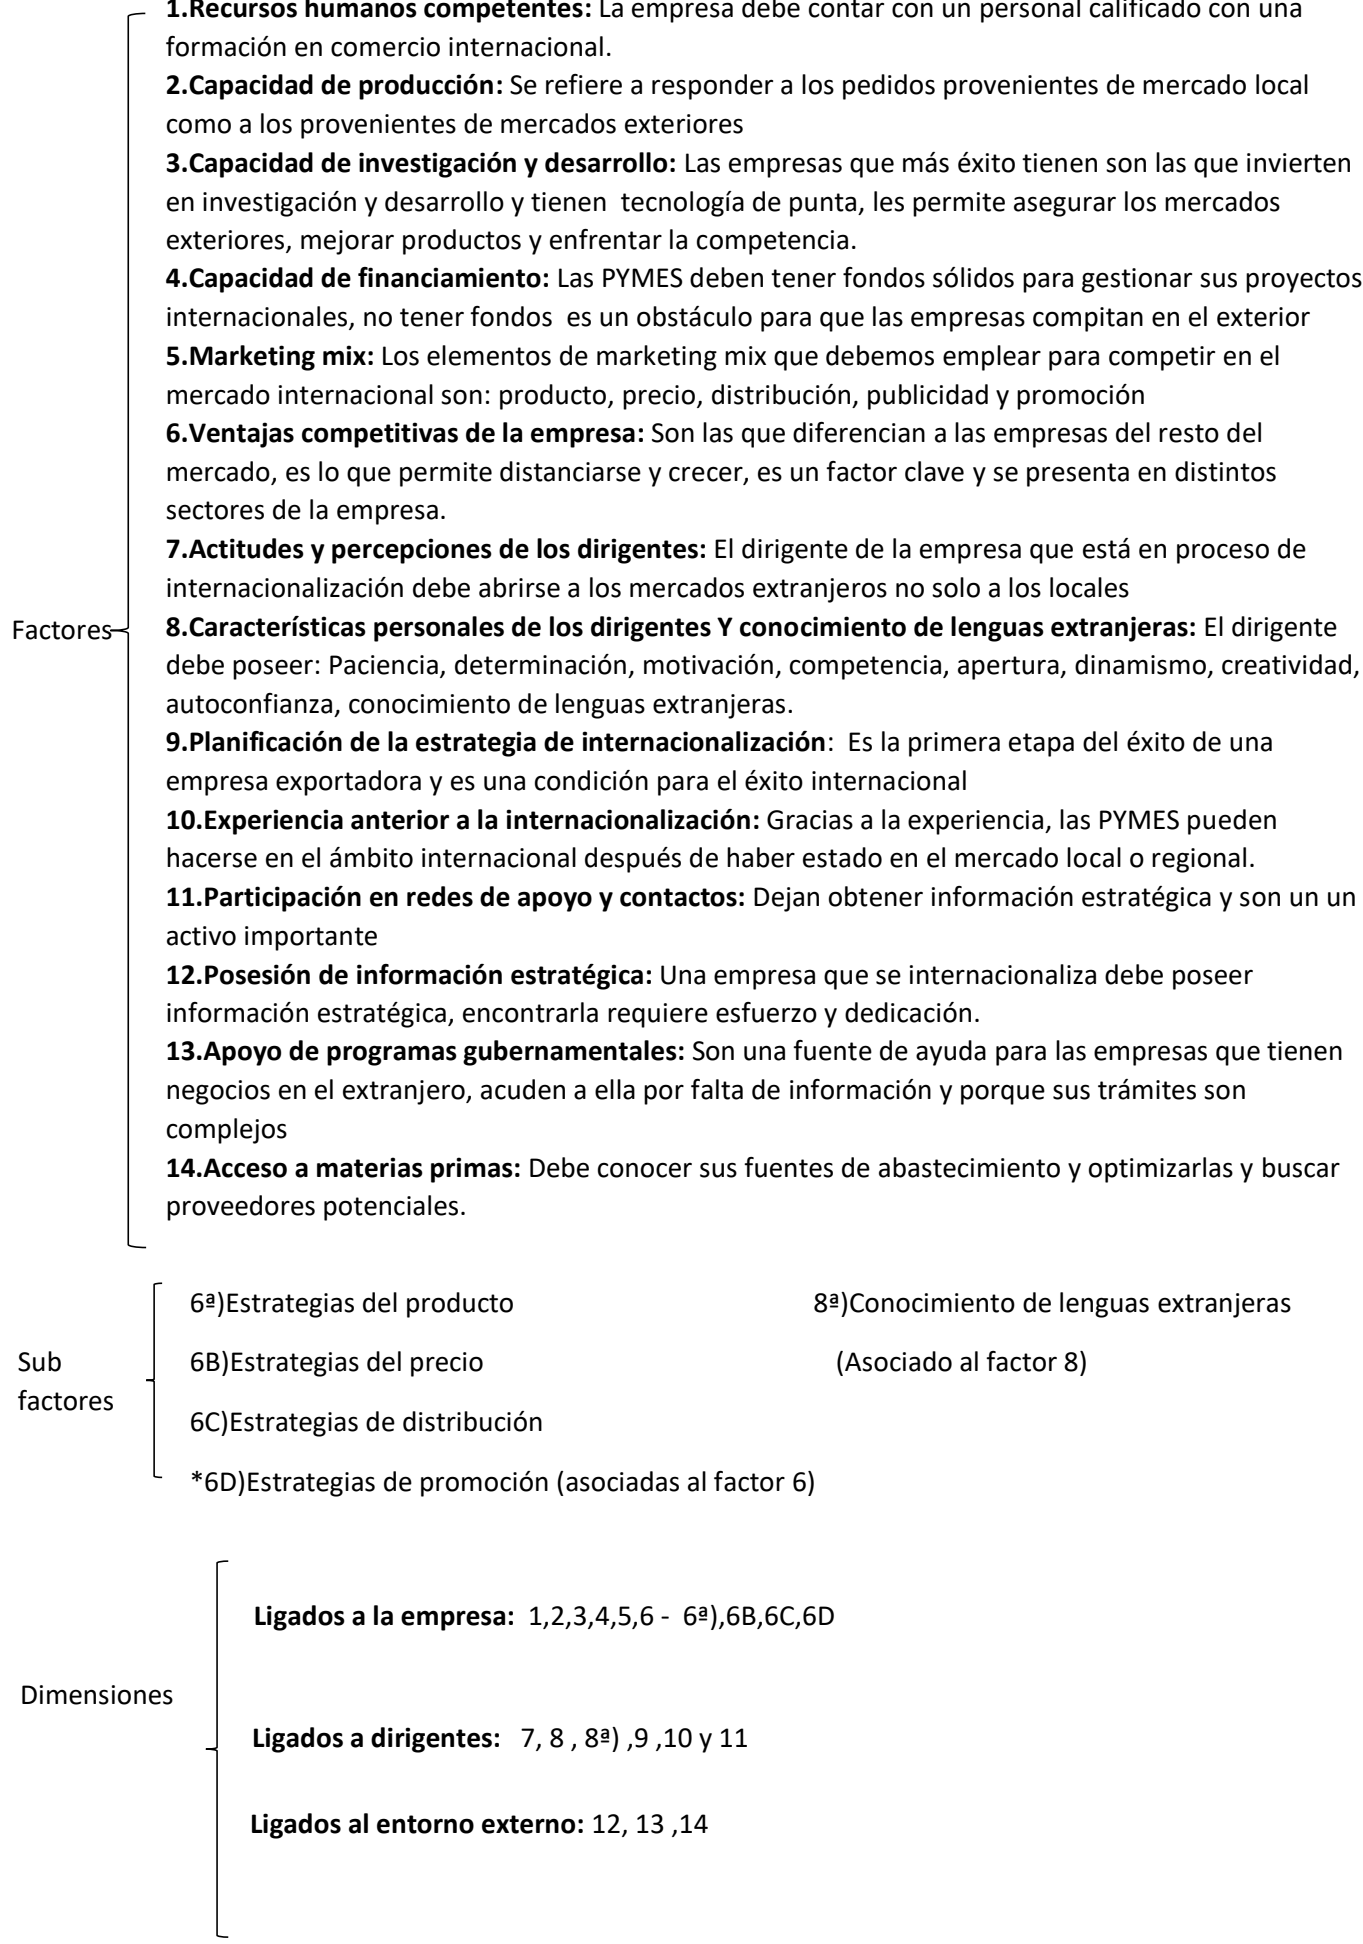 1.Recursos humanos competentes: La empresa debe contar con un personal calificado con una
formación en comercio internacional.
2.Capacidad de producción: Se refiere a responder a los pedidos provenientes de mercado local
como a los provenientes de mercados exteriores
3.Capacidad de investigación y desarrollo: Las empresas que más éxito tienen son las que invierten
en investigación y desarrollo y tienen  tecnología de punta, les permite asegurar los mercados
exteriores, mejorar productos y enfrentar la competencia.
4.Capacidad de financiamiento: Las PYMES deben tener fondos sólidos para gestionar sus proyectos
internacionales, no tener fondos  es un obstáculo para que las empresas compitan en el exterior
5.Marketing mix: Los elementos de marketing mix que debemos emplear para competir en el
mercado internacional son: producto, precio, distribución, publicidad y promoción
6.Ventajas competitivas de la empresa: Son las que diferencian a las empresas del resto del
mercado, es lo que permite distanciarse y crecer, es un factor clave y se presenta en distintos
sectores de la empresa.
7.Actitudes y percepciones de los dirigentes: El dirigente de la empresa que está en proceso de
internacionalización debe abrirse a los mercados extranjeros no solo a los locales
Factores
8.Características personales de los dirigentes Y conocimiento de lenguas extranjeras: El dirigente
debe poseer: Paciencia, determinación, motivación, competencia, apertura, dinamismo, creatividad,
autoconfianza, conocimiento de lenguas extranjeras.
9.Planificación de la estrategia de internacionalización:  Es la primera etapa del éxito de una
empresa exportadora y es una condición para el éxito internacional
10.Experiencia anterior a la internacionalización: Gracias a la experiencia, las PYMES pueden
hacerse en el ámbito internacional después de haber estado en el mercado local o regional.
11.Participación en redes de apoyo y contactos: Dejan obtener información estratégica y son un un
activo importante
12.Posesión de información estratégica: Una empresa que se internacionaliza debe poseer
información estratégica, encontrarla requiere esfuerzo y dedicación.
13.Apoyo de programas gubernamentales: Son una fuente de ayuda para las empresas que tienen
negocios en el extranjero, acuden a ella por falta de información y porque sus trámites son
complejos
14.Acceso a materias primas: Debe conocer sus fuentes de abastecimiento y optimizarlas y buscar
proveedores potenciales.
6ª)Estrategias del producto
8ª)Conocimiento de lenguas extranjeras
Sub
factores
6B)Estrategias del precio
(Asociado al factor 8)
6C)Estrategias de distribución
*6D)Estrategias de promoción (asociadas al factor 6)
Ligados a la empresa:  1,2,3,4,5,6 -  6ª),6B,6C,6D
Dimensiones
Ligados a dirigentes:   7, 8 , 8ª) ,9 ,10 y 11
Ligados al entorno externo: 12, 13 ,14